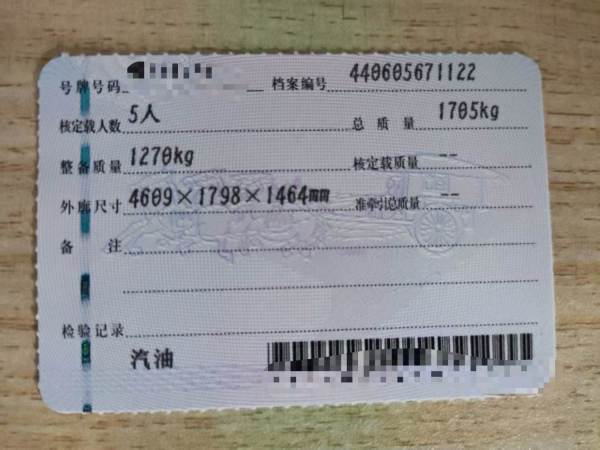 号牌号码 档案编号 440605671122
核定载人数 5人 总质量 1705kg
整备质量 1270kg 核定载质量 --
外廓尺寸 4609×1798×1464mm 准牵引总质量 --
备注
检验记录
汽油